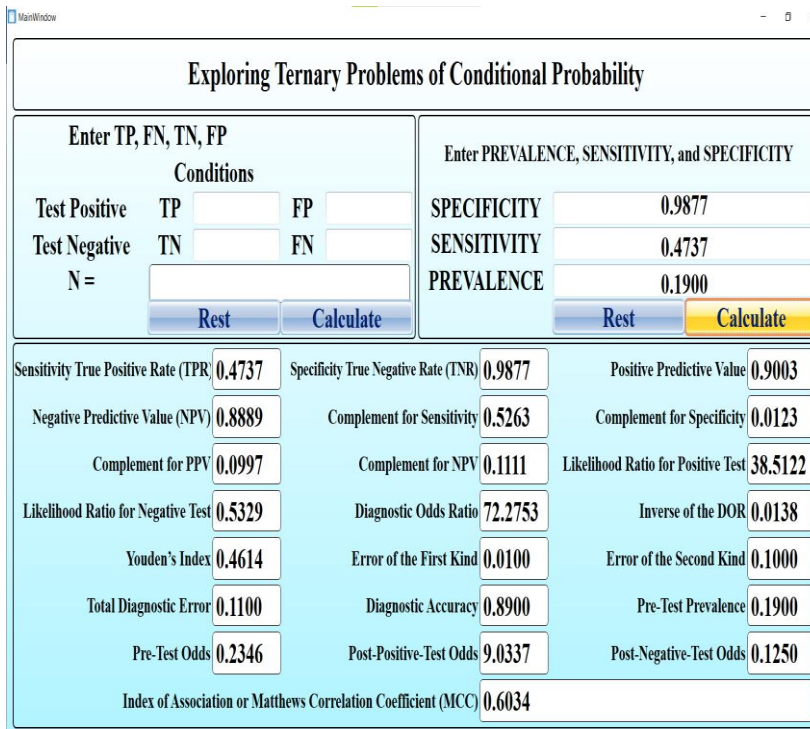 MainWindow
Exploring Ternary Problems of Conditional Probability
Enter TP, FN, TN, FP
Conditions
Test Positive TP FP
Test Negative TN FN
N =
Rest Calculate
Enter PREVALENCE, SENSITIVITY, and SPECIFICITY
SPECIFICITY 0.9877
SENSITIVITY 0.4737
PREVALENCE 0.1900
Rest Calculate
Sensitivity True Positive Rate (TPR) 0.4737 Specificity True Negative Rate (TNR) 0.9877 Positive Predictive Value 0.9003
Negative Predictive Value (NPV) 0.8889 Complement for Sensitivity 0.5263 Complement for Specificity 0.0123
Complement for PPV 0.0997 Complement for NPV 0.1111 Likelihood Ratio for Positive Test 38.5122
Likelihood Ratio for Negative Test 0.5329 Diagnostic Odds Ratio 72.2753 Inverse of the DOR 0.0138
Youden's Index 0.4614 Error of the First Kind 0.0100 Error of the Second Kind 0.1000
Total Diagnostic Error 0.1100 Diagnostic Accuracy 0.8900 Pre-Test Prevalence 0.1900
Pre-Test Odds 0.2346 Post-Positive-Test Odds 9.0337 Post-Negative-Test Odds 0.1250
Index of Association or Matthews Correlation Coefficient (MCC) 0.6034